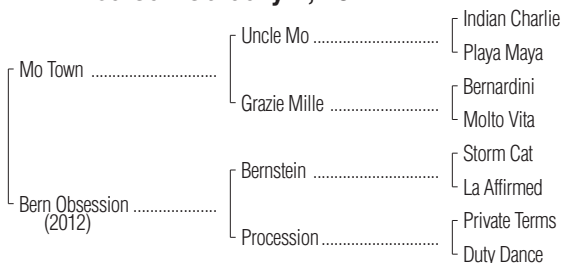 Indian Charlie
Uncle Mo
Playa Maya
Mo Town
Bernardini
Grazie Mille
Molto Vita
Storm Cat
Bernstein
La Affirmed
Bern Obsession
(2012)
Private Terms
Procession
Duty Dance